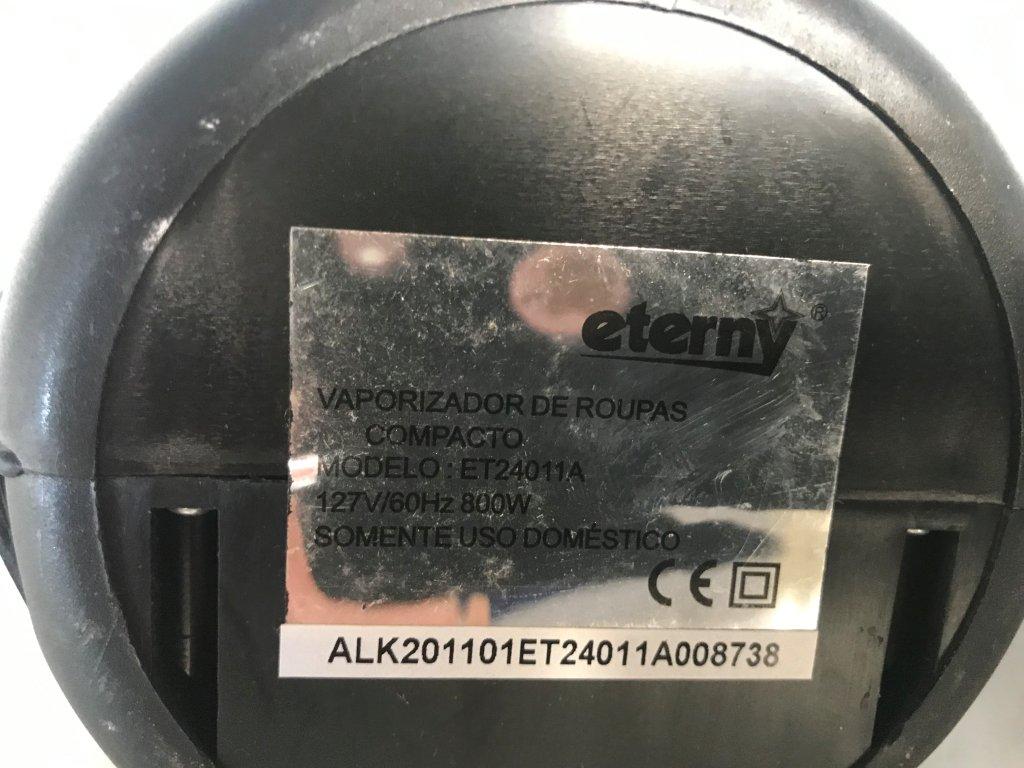 eterny®
VAPORIZADOR DE ROUPAS
COMPACTO
MODELO : ET24011A
127V/60Hz 800W
SOMENTE USO DOMÉSTICO
CE
ALK201101ET24011A008738